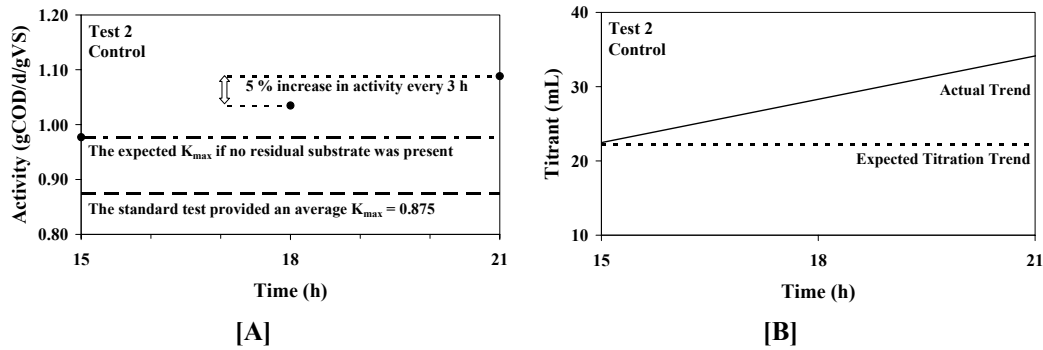 Activity (gCOD/d/gVS)
1.20
1.10
1.00
0.90
0.80
Test 2
Control
5 % increase in activity every 3 h
The expected Kmax if no residual substrate was present
The standard test provided an average Kmax = 0.875
15
18
21
Time (h)
[A]
Titrant (mL)
40
30
20
10
Test 2
Control
Actual Trend
Expected Titration Trend
15
18
21
Time (h)
[B]